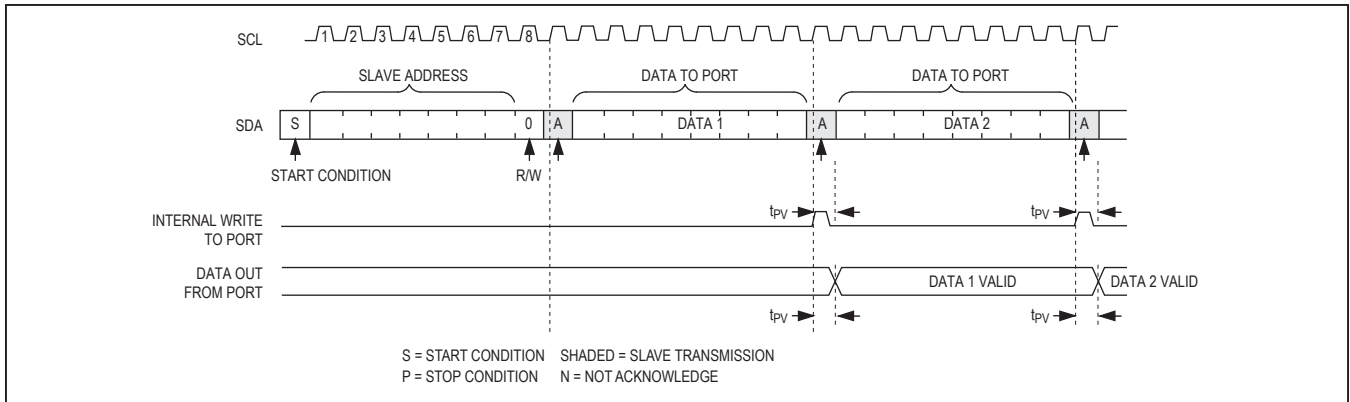 SCL 1 2 3 4 5 6 7 8
SLAVE ADDRESS DATA TO PORT DATA TO PORT
SDA S 0 A DATA 1 A DATA 2 A
START CONDITION R/W
INTERNAL WRITE
TO PORT
tPV tPV
DATA OUT
FROM PORT
DATA 1 VALID DATA 2 VALID
tPV tPV
S = START CONDITION SHADED = SLAVE TRANSMISSION
P = STOP CONDITION N = NOT ACKNOWLEDGE